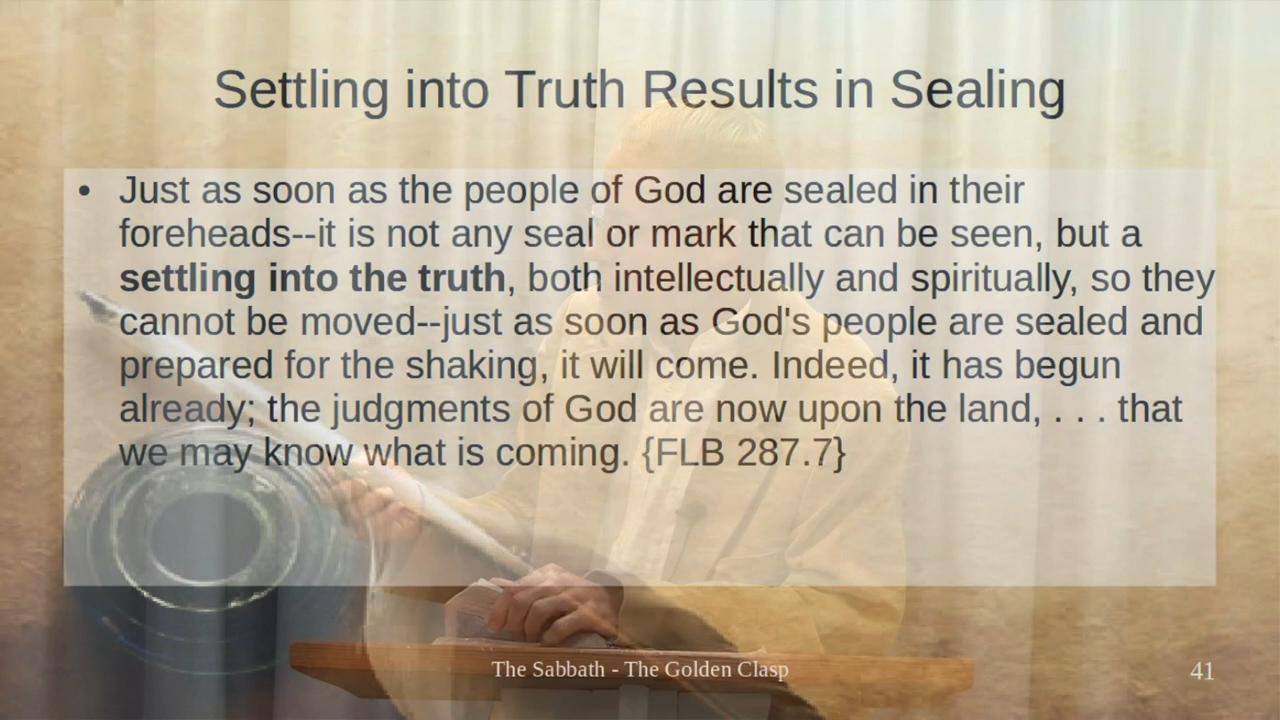 Settling into Truth Results in Sealing
• Just as soon as the people of God are sealed in their
foreheads--it is not any seal or mark that can be seen, but a
settling into the truth, both intellectually and spiritually, so they
cannot be moved--just as soon as God's people are sealed and
prepared for the shaking, it will come. Indeed, it has begun
already; the judgments of God are now upon the land, . . . that
we may know what is coming. {FLB 287.7}
The Sabbath - The Golden Clasp
41